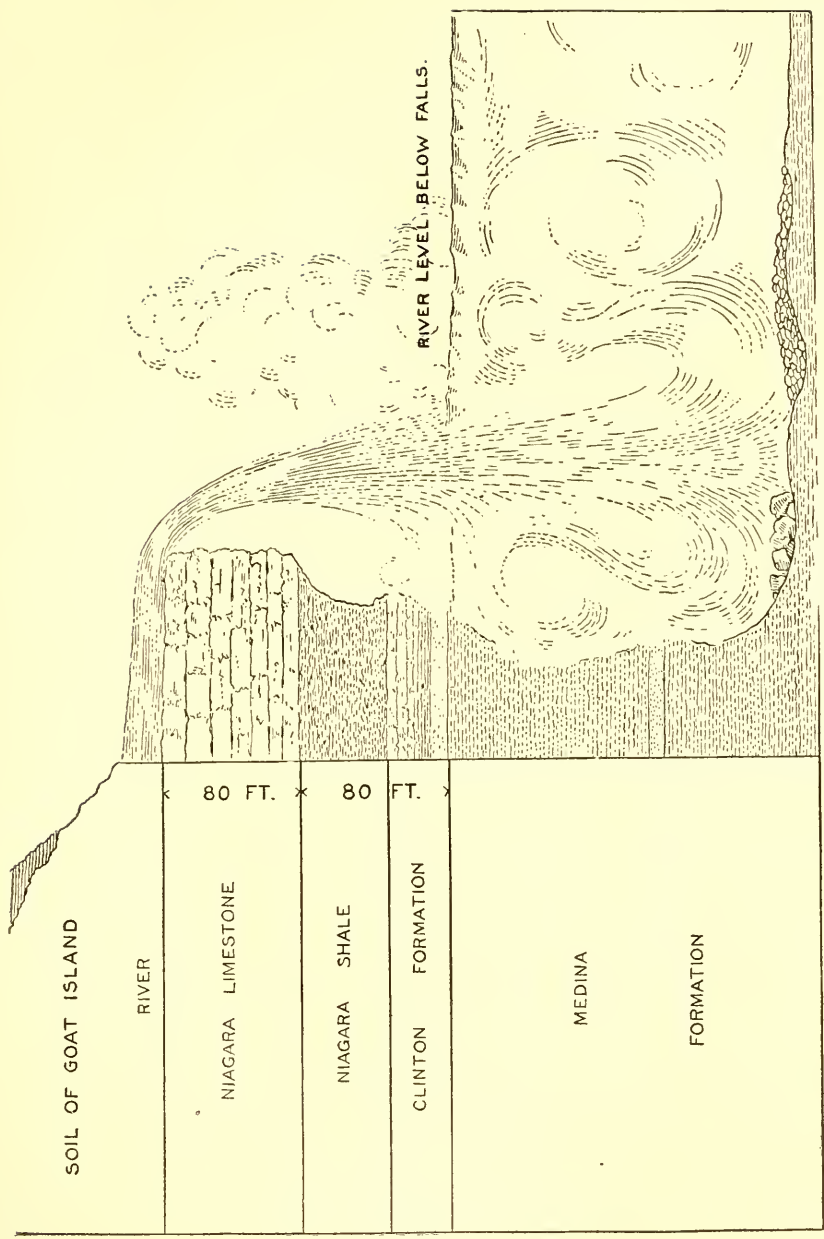 SOIL OF GOAT ISLAND
RIVER
NIAGARA LIMESTONE
80 FT.
NIAGARA SHALE
80 FT.
CLINTON FORMATION
RIVER LEVEL BELOW FALLS.
MEDINA
FORMATION